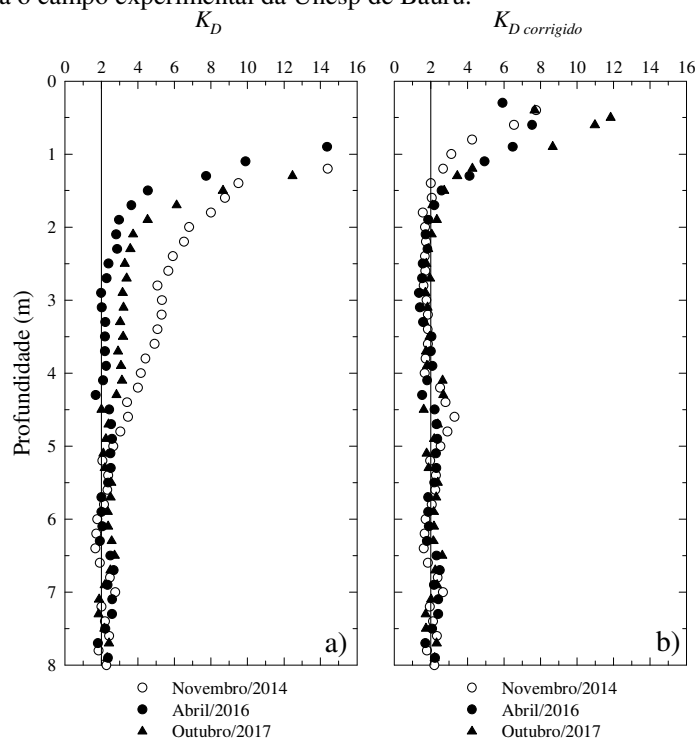 a o campo experimental da Unesp de Bauru.
K_D K_D corrigido
0 2 4 6 8 10 12 14 16 0 2 4 6 8 10 12 14 16
0
1
2
3
4
5
6
7
8
Profundidade (m)
a) b)
Novembro/2014 Novembro/2014
Abril/2016 Abril/2016
Outubro/2017 Outubro/2017